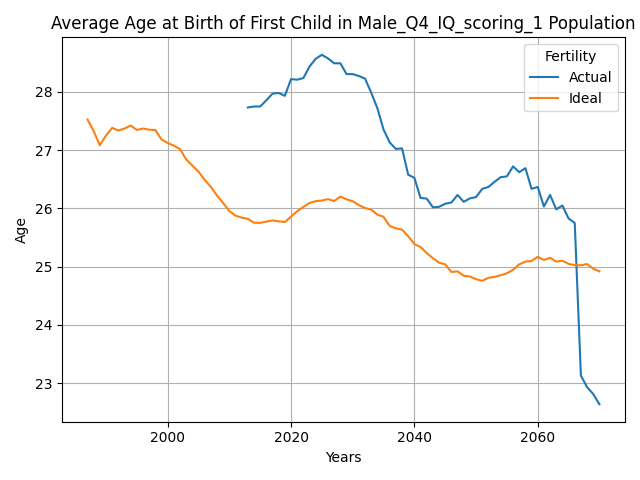 Average Age at Birth of First Child in Male_Q4_IQ_scoring_1 Population
Fertility
Actual
Ideal
Age
28
27
26
25
24
23
2000
2020
2040
2060
Years